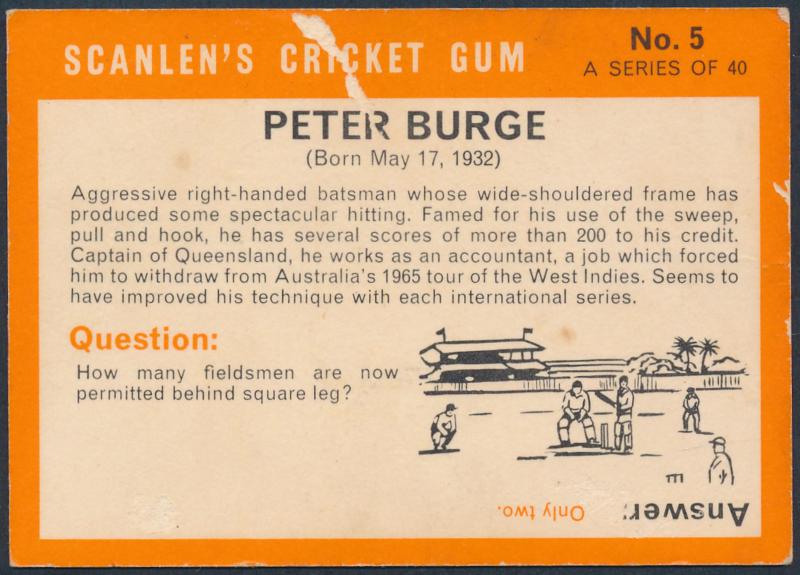 SCANLEN'S CRICKET GUM
No. 5
A SERIES OF 40
PETER BURGE
(Born May 17, 1932)
Aggressive right-handed batsman whose wide-shouldered frame has
produced some spectacular hitting. Famed for his use of the sweep,
pull and hook, he has several scores of more than 200 to his credit.
Captain of Queensland, he works as an accountant, a job which forced
him to withdraw from Australia's 1965 tour of the West Indies. Seems to
have improved his technique with each international series.
Question:
How many fieldsmen are now
permitted behind square leg?
Answer: Only two.